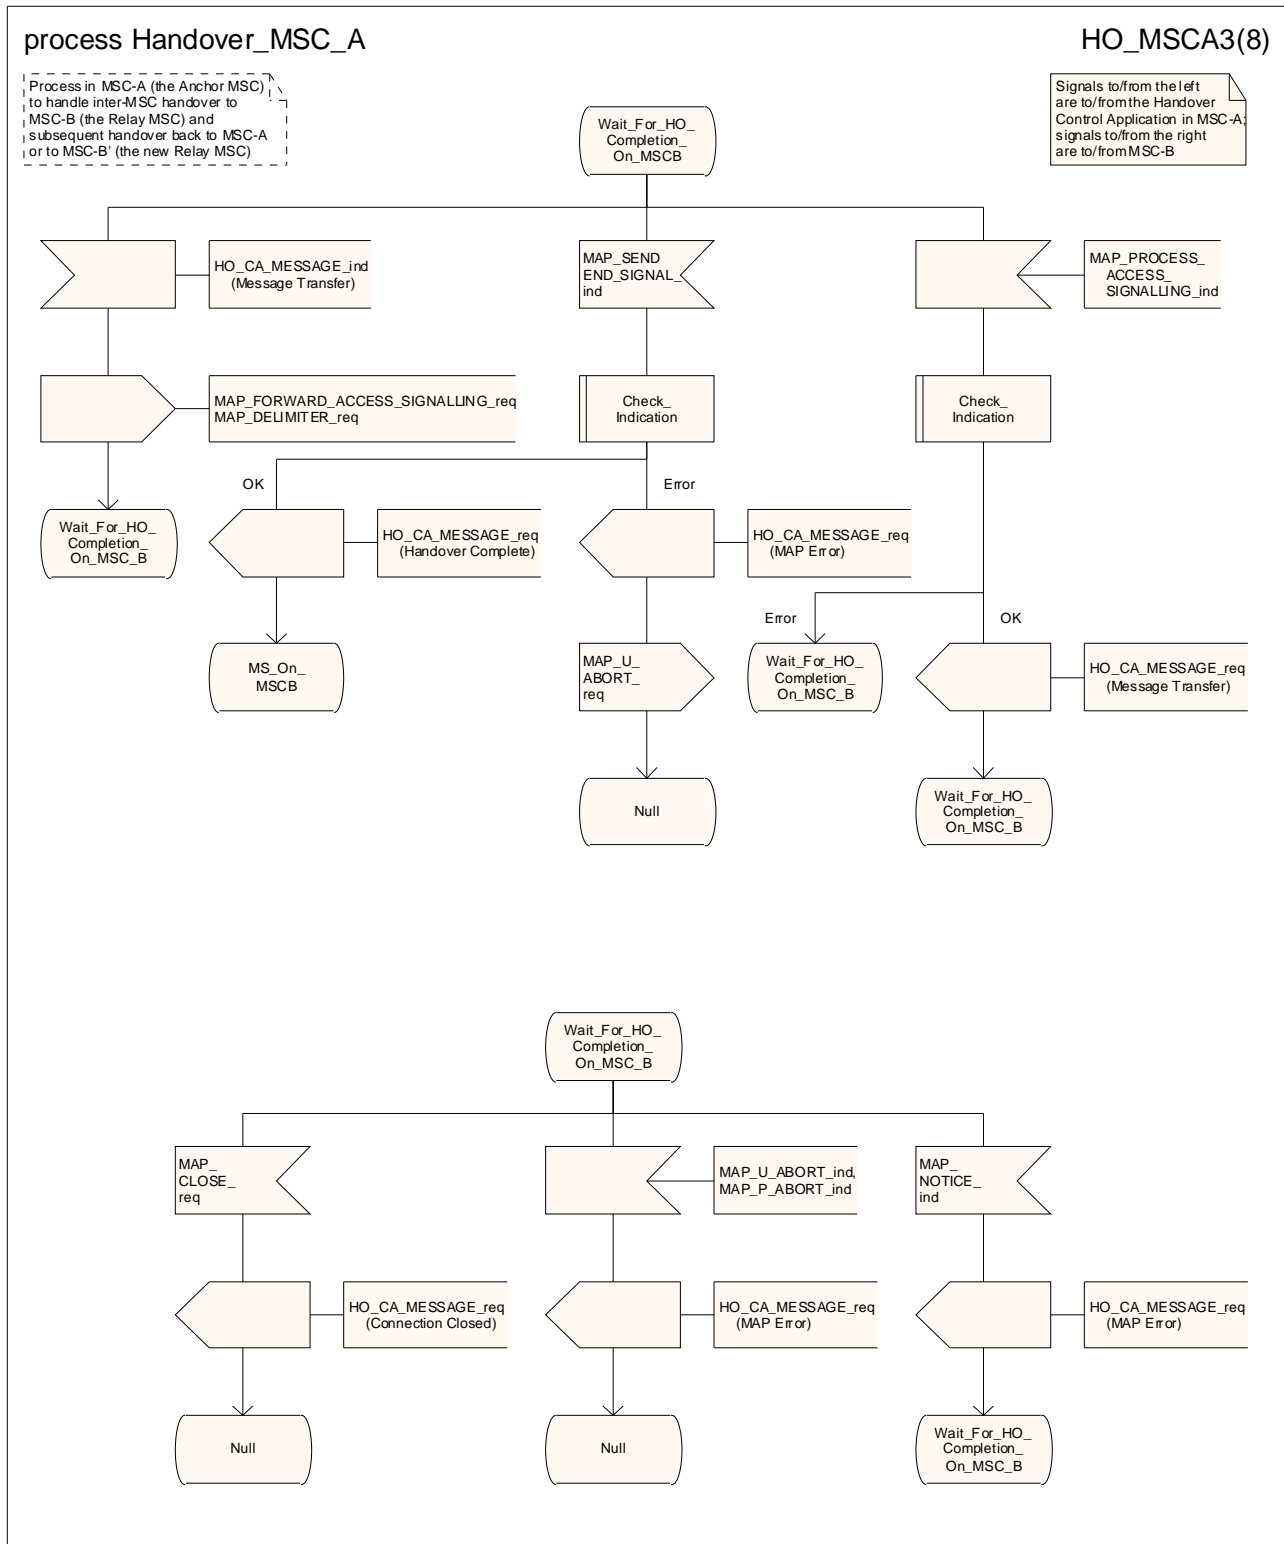 process Handover_MSC_A
HO_MSCA3(8)
Process in MSC-A (the Anchor MSC)
to handle inter-MSC handover to
MSC-B (the Relay MSC) and
subsequent handover back to MSC-A
or to MSC-B' (the new Relay MSC)
Signals to/from the left
are to/from the Handover
Control Application in MSC-A;
signals to/from the right
are to/from MSC-B
Wait_For_HO_
Completion_
On_MSCB
HO_CA_MESSAGE_ind
(Message Transfer)
MAP_SEND
END_SIGNAL_
ind
MAP_PROCESS_
ACCESS_
SIGNALLING_ind
MAP_FORWARD_ACCESS_SIGNALLING_req
MAP_DELIMITER_req
Check_
Indication
Check_
Indication
OK
Error
Wait_For_HO_
Completion_
On_MSC_B
HO_CA_MESSAGE_req
(Handover Complete)
HO_CA_MESSAGE_req
(MAP Error)
Error
OK
MS_On_
MSCB
MAP_U_
ABORT_
req
Wait_For_HO_
Completion_
On_MSC_B
HO_CA_MESSAGE_req
(Message Transfer)
Null
Wait_For_HO_
Completion_
On_MSC_B
Wait_For_HO_
Completion_
On_MSC_B
MAP_
CLOSE_
req
MAP_U_ABORT_ind,
MAP_P_ABORT_ind
MAP_
NOTICE_
ind
HO_CA_MESSAGE_req
(Connection Closed)
HO_CA_MESSAGE_req
(MAP Error)
HO_CA_MESSAGE_req
(MAP Error)
Null
Null
Wait_For_HO_
Completion_
On_MSC_B